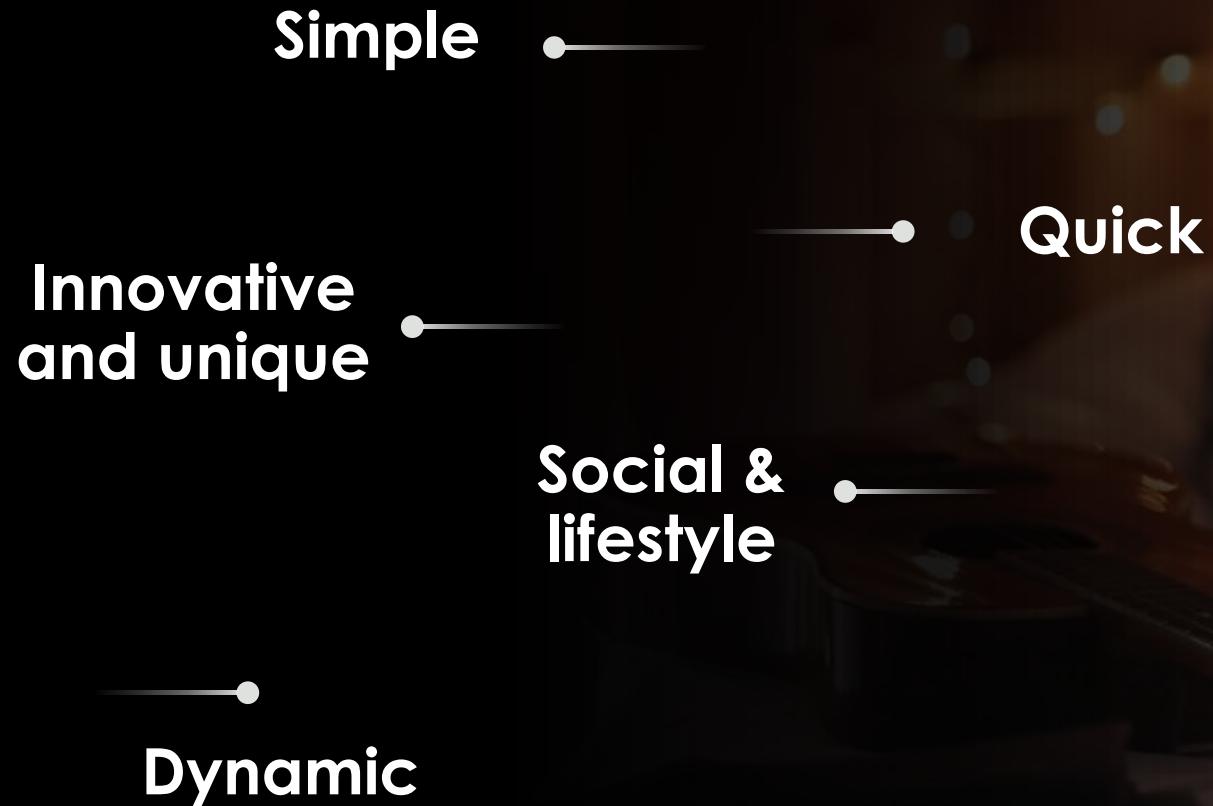 Simple
Quick
Innovative
and unique
Social &
lifestyle
Dynamic